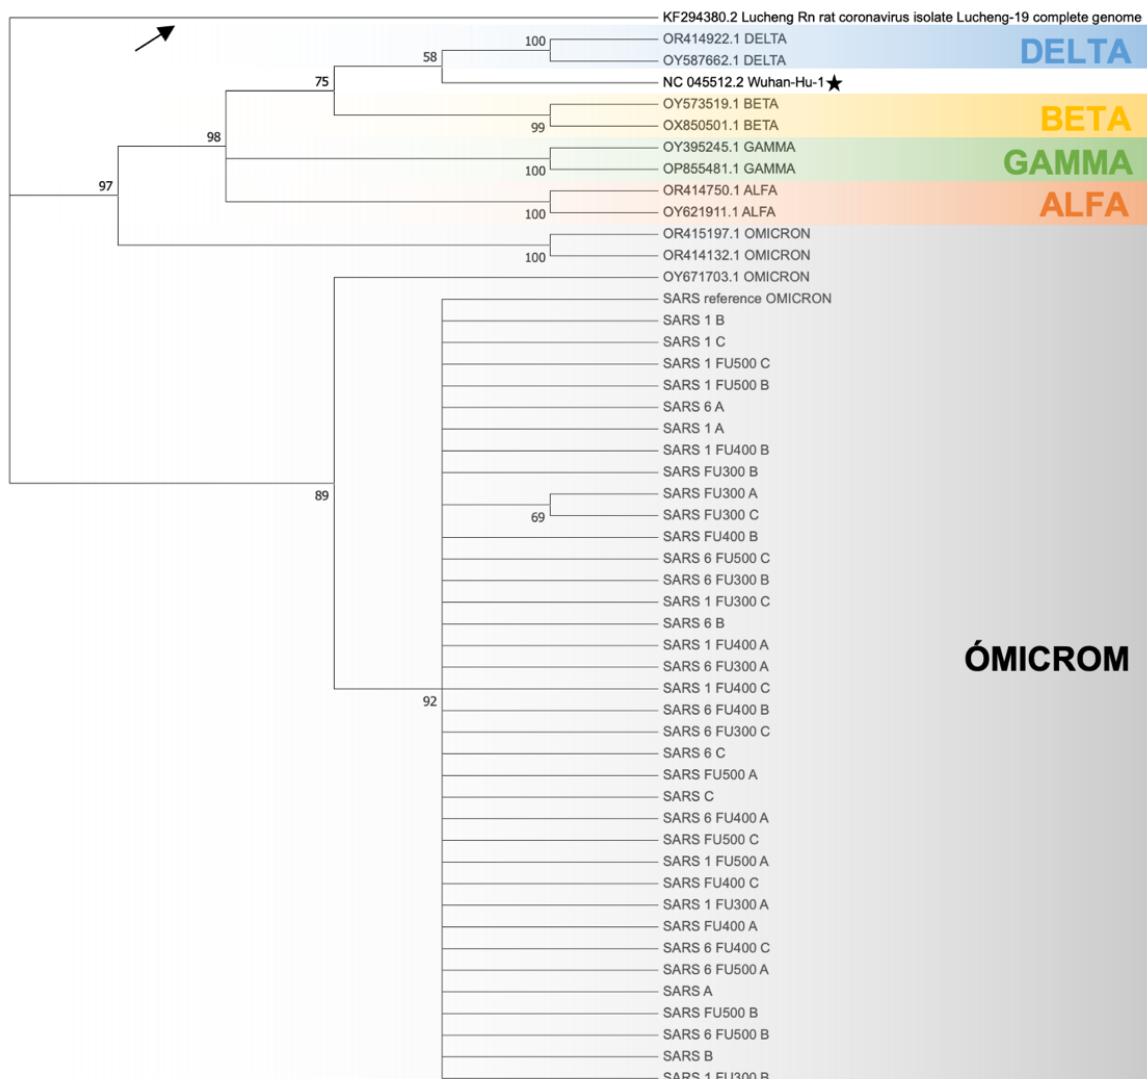 KF294380.2 Lucheng Rn rat coronavirus isolate Lucheng-19 complete genome
OR414922.1 DELTA
100
DELTA
58
OY587662.1 DELTA
75
NC 045512.2 Wuhan-Hu-1★
OY573519.1 BETA
BETA
99
OX850501.1 BETA
98
OY395245.1 GAMMA
GAMMA
100
OP855481.1 GAMMA
97
OR414750.1 ALFA
ALFA
100
OY621911.1 ALFA
OR415197.1 OMICRON
100
OR414132.1 OMICRON
OY671703.1 OMICRON
SARS reference OMICRON
SARS 1 B
SARS 1 C
SARS 1 FU500 C
SARS 1 FU500 B
SARS 6 A
SARS 1 A
SARS 1 FU400 B
SARS FU300 B
89
SARS FU300 A
69
SARS FU300 C
SARS FU400 B
SARS 6 FU500 C
SARS 6 FU300 B
SARS 1 FU300 C
SARS 6 B
SARS 1 FU400 A
ÓMICROM
SARS 6 FU300 A
SARS 1 FU400 C
92
SARS 6 FU400 B
SARS 6 FU300 C
SARS 6 C
SARS FU500 A
SARS C
SARS 6 FU400 A
SARS FU500 C
SARS 1 FU500 A
SARS FU400 C
SARS 1 FU300 A
SARS FU400 A
SARS 6 FU400 C
SARS 6 FU500 A
SARS A
SARS FU500 B
SARS 6 FU500 B
SARS B
SARS 1 FU300 B